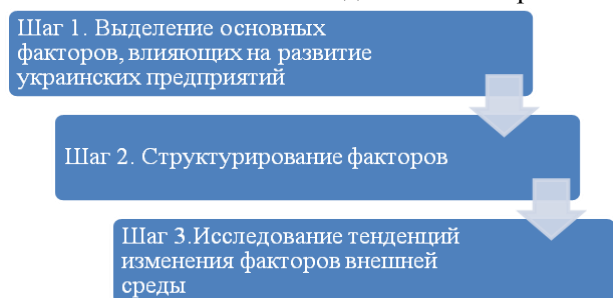 Шаг 1. Выделение основных
факторов, влияющих на развитие
украинских предприятий
Шаг 2. Структурирование факторов
Шаг 3.Исследование тенденций
изменения факторов внешней
среды